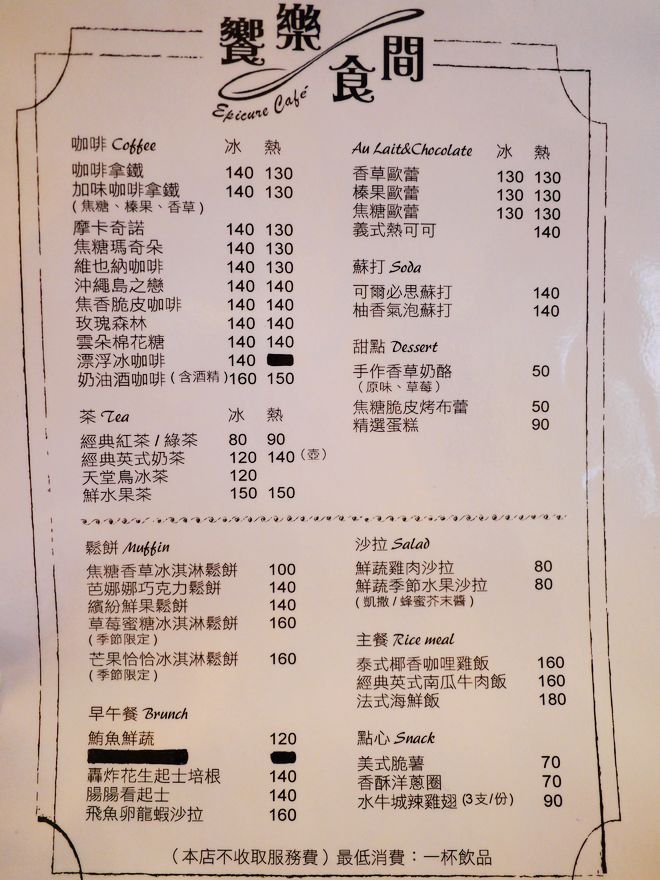 饗樂食間
Epicure Café
咖啡 Coffee 冰 熱
咖啡拿鐵 140 130
加味咖啡拿鐵 140 130
(焦糖、榛果、香草)
摩卡奇諾 140 130
焦糖瑪奇朵 140 130
維也納咖啡 140 130
沖繩島之戀 140 140
焦香脆皮咖啡 140 140
玫瑰森林 140 140
雲朵棉花糖 140 140
漂浮冰咖啡 140
奶油酒咖啡(含酒精) 160 150
茶 Tea 冰 熱
經典紅茶/綠茶 80 90
經典英式奶茶 120 140(壺)
天堂鳥冰茶 120
鮮水果茶 150 150
Au Lait&Chocolate 冰 熱
香草歐蕾 130 130
榛果歐蕾 130 130
焦糖歐蕾 130 130
義式熱可可 140
蘇打 Soda
可爾必思蘇打 140
柚香氣泡蘇打 140
甜點 Dessert
手作香草奶酪 50
(原味、草莓)
焦糖脆皮烤布蕾 50
精選蛋糕 90
鬆餅 Muffin
焦糖香草冰淇淋鬆餅 100
芭娜娜巧克力鬆餅 140
繽紛鮮果鬆餅 140
草莓蜜糖冰淇淋鬆餅 160
(季節限定)
芒果恰恰冰淇淋鬆餅 160
(季節限定)
早午餐 Brunch
鮪魚鮮蔬 120
轟炸花生起士培根 140
腸腸看起士 140
飛魚卵龍蝦沙拉 160
沙拉 Salad
鮮蔬雞肉沙拉 80
鮮蔬季節水果沙拉 80
(凱撒/蜂蜜芥末醬)
主餐 Rice meal
泰式椰香咖哩雞飯 160
經典英式南瓜牛肉飯 160
法式海鮮飯 180
點心 Snack
美式脆薯 70
香酥洋蔥圈 70
水牛城辣雞翅(3支/份) 90
(本店不收取服務費)最低消費:一杯飲品